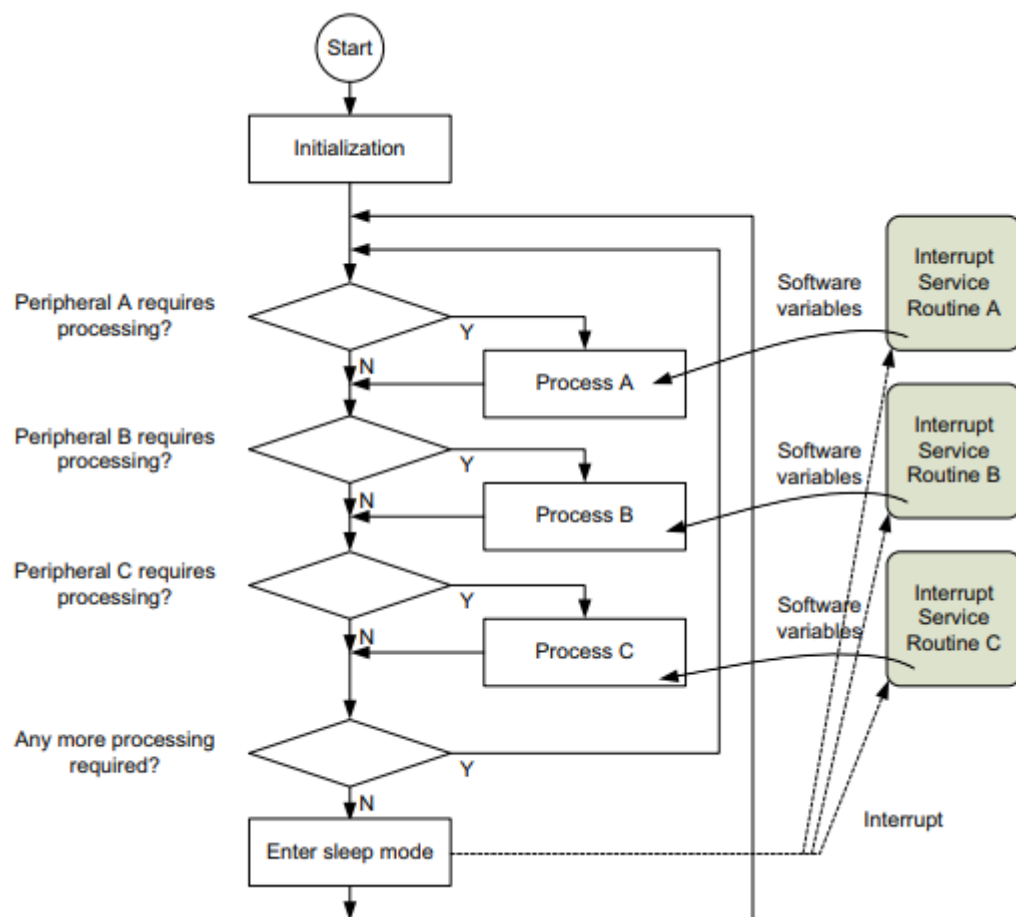 Start
Initialization
Peripheral A requires
processing?
Y
N
Process A
Software
variables
Interrupt
Service
Routine A
Peripheral B requires
processing?
Y
N
Process B
Software
variables
Interrupt
Service
Routine B
Peripheral C requires
processing?
Y
N
Process C
Software
variables
Interrupt
Service
Routine C
Any more processing
required?
Y
N
Enter sleep mode
Interrupt